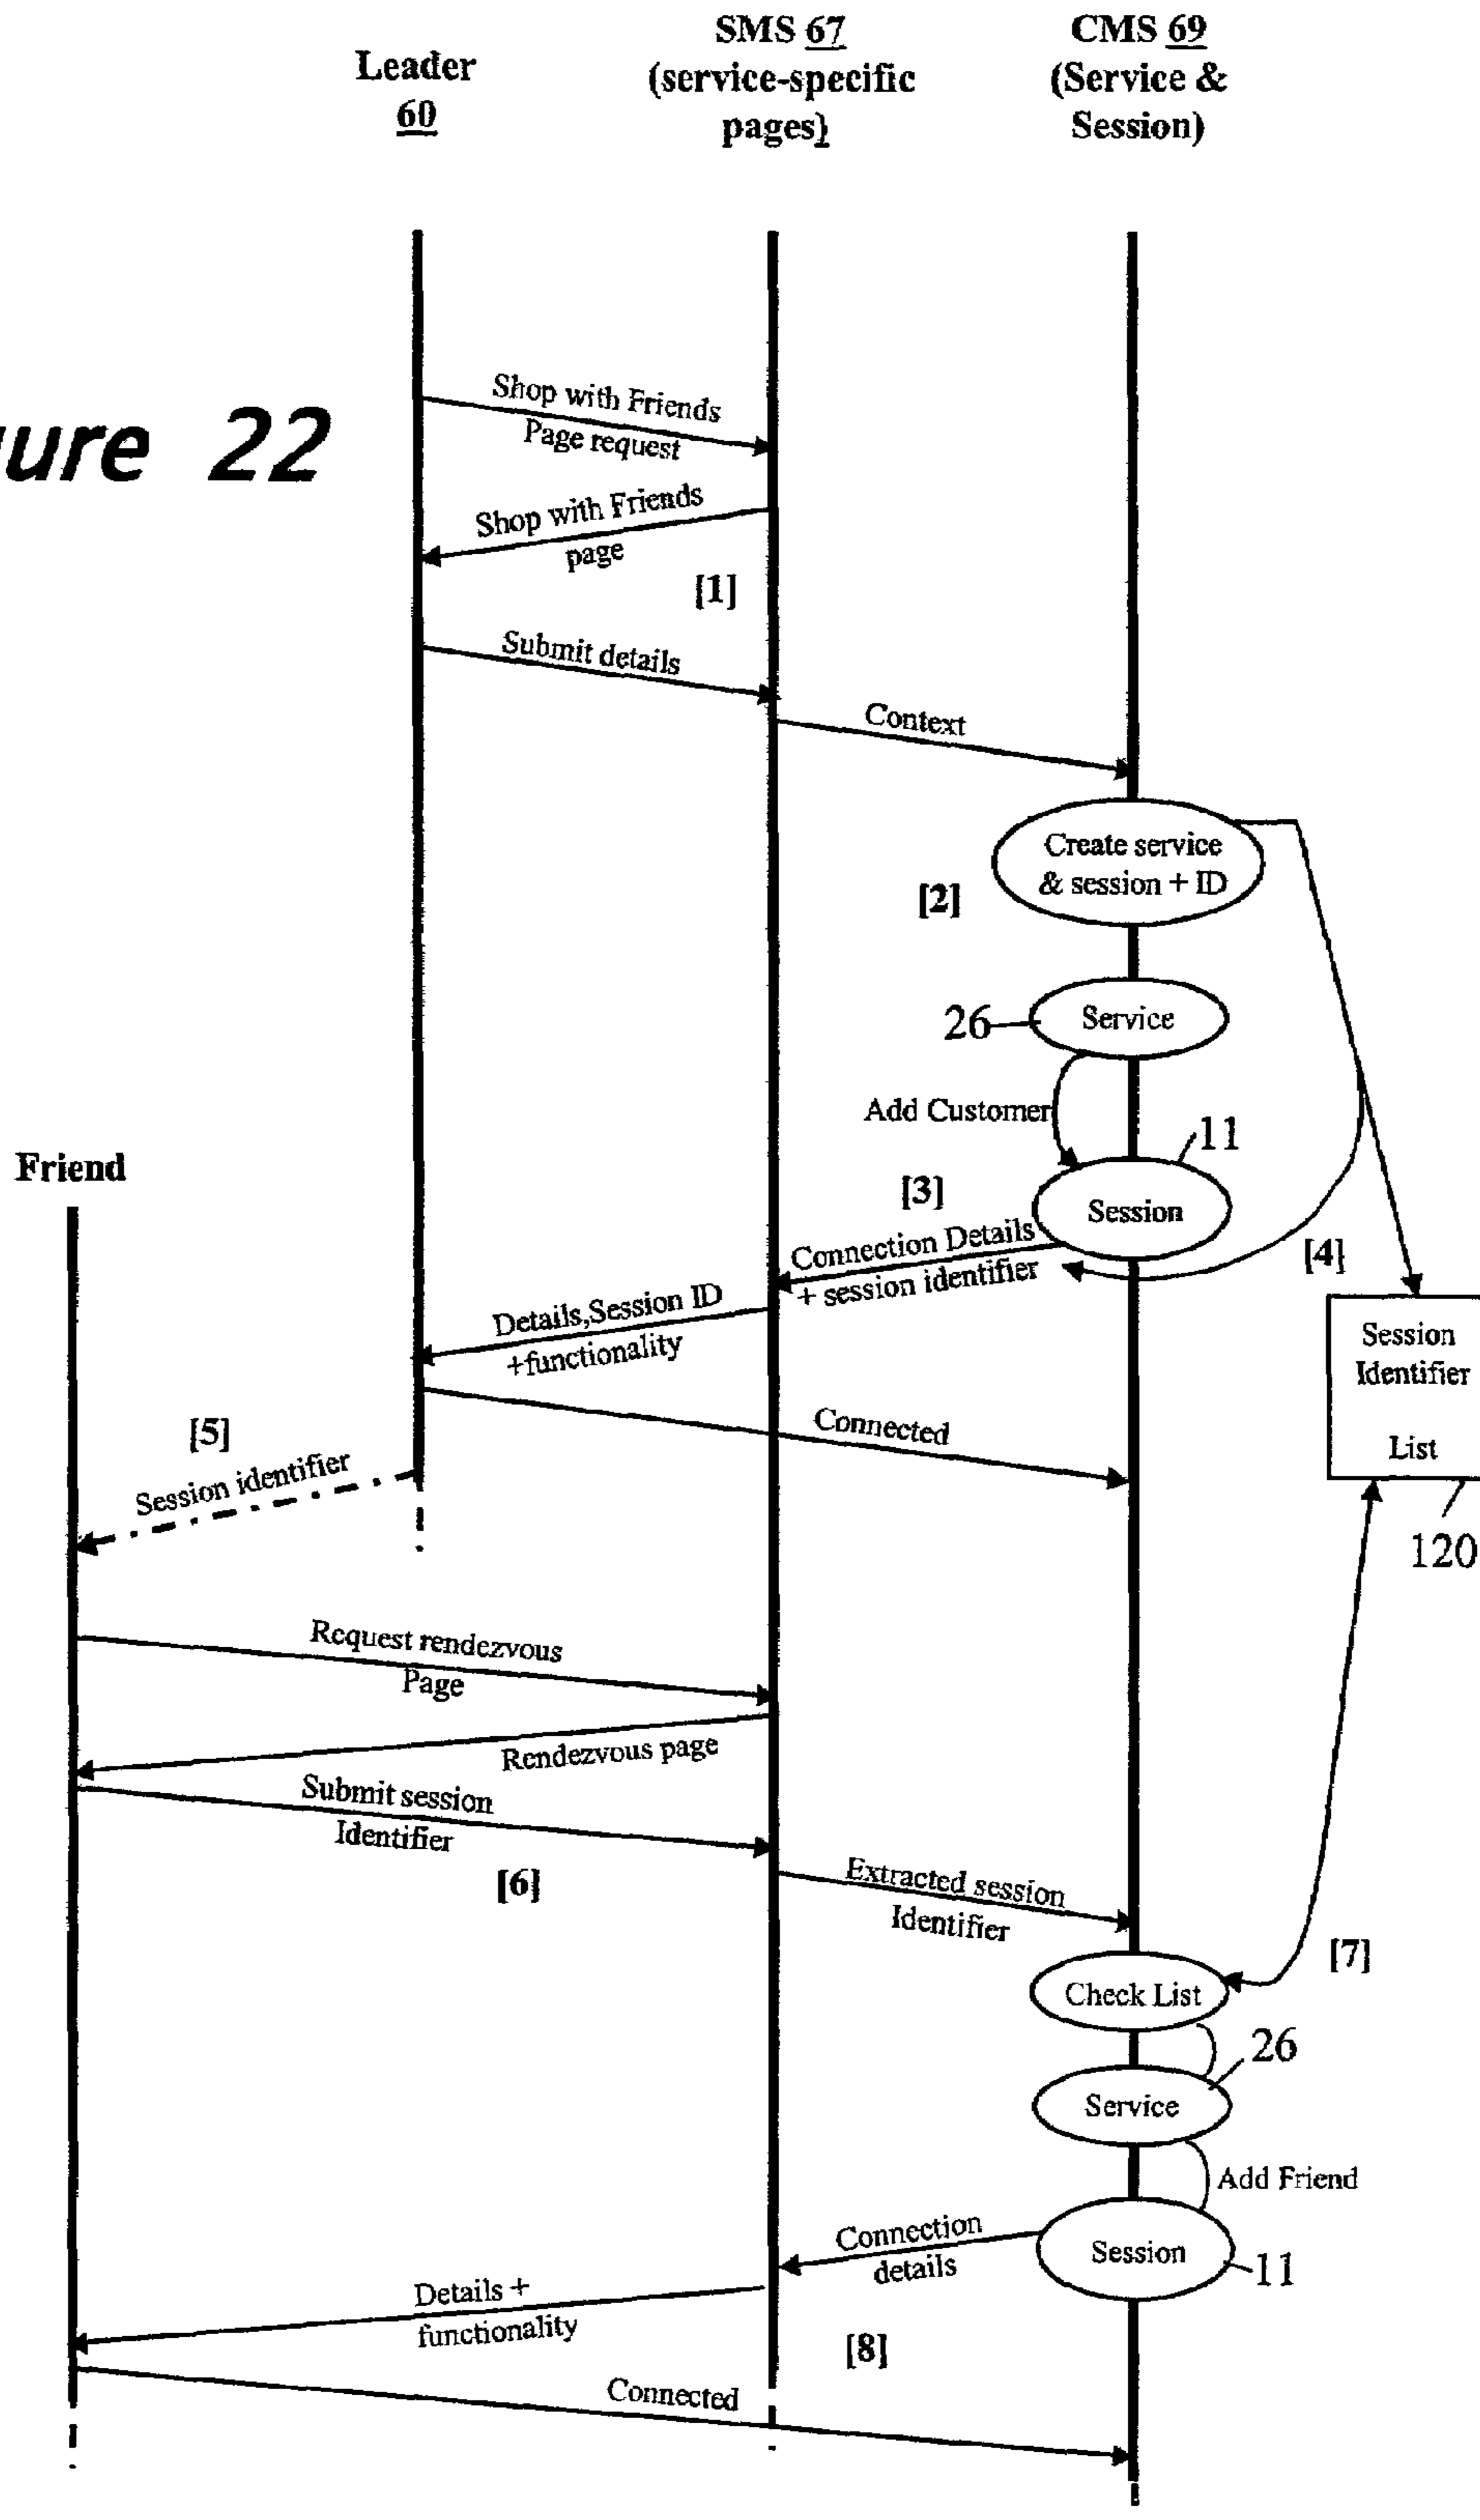 Leader
60
SMS 67
(service-specific
pages)
CMS 69
(Service &
Session)
ure 22
Shop with Friends
Page request
Shop with Friends
page
[1]
Submit details
Context
Create service
& session + ID
[2]
26
Service
Add Customer
11
Friend
[3]
Session
Connection Details
+ session identifier
[4]
Details,Session ID
+functionality
Session
Identifier
List
Connected
[5]
Session identifier
120
Request rendezvous
Page
Rendezvous page
Submit session
Identifier
[6]
Extracted session
Identifier
[7]
Check List
26
Service
Add Friend
Connection
details
Session
11
Details +
functionality
[8]
Connected